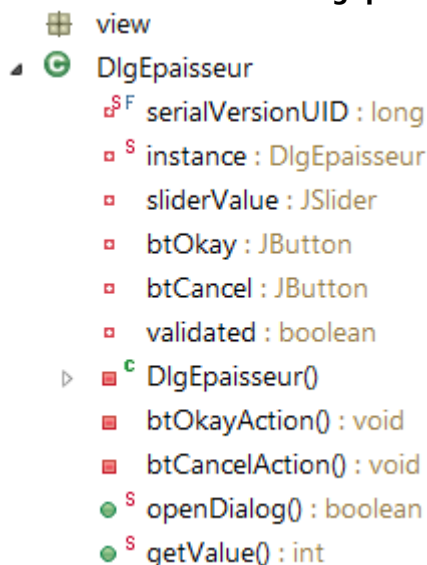 view
DlgEpaisseur
SF serialVersionUID : long
S instance : DlgEpaisseur
sliderValue : JSlider
btOkay : JButton
btCancel : JButton
validated : boolean
C DlgEpaisseur()
btOkayAction() : void
btCancelAction() : void
S openDialog() : boolean
S getValue() : int